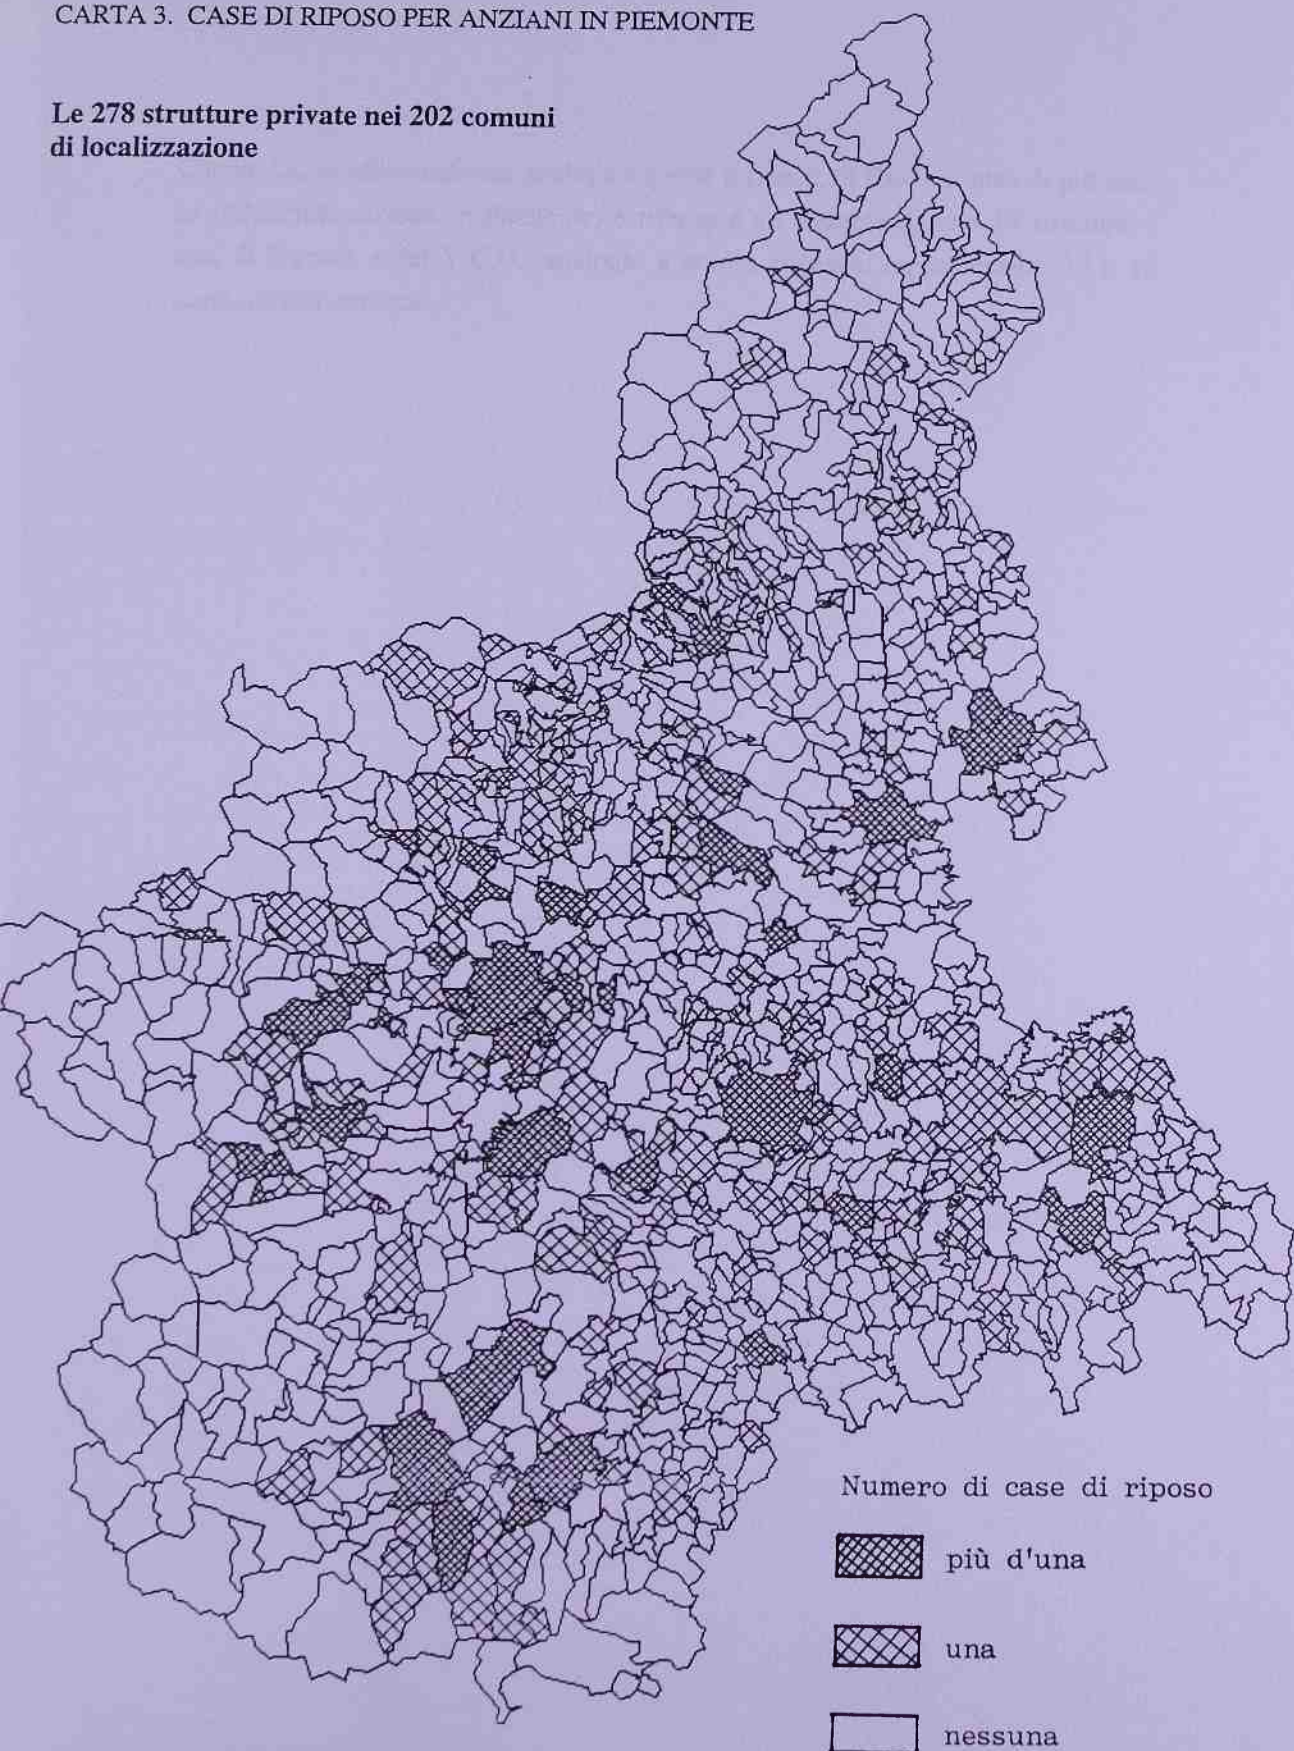 CARTA 3. CASE DI RIPOSO PER ANZIANI IN PIEMONTE
Le 278 strutture private nei 202 comuni
di localizzazione
Numero di case di riposo
più d'una
una
nessuna